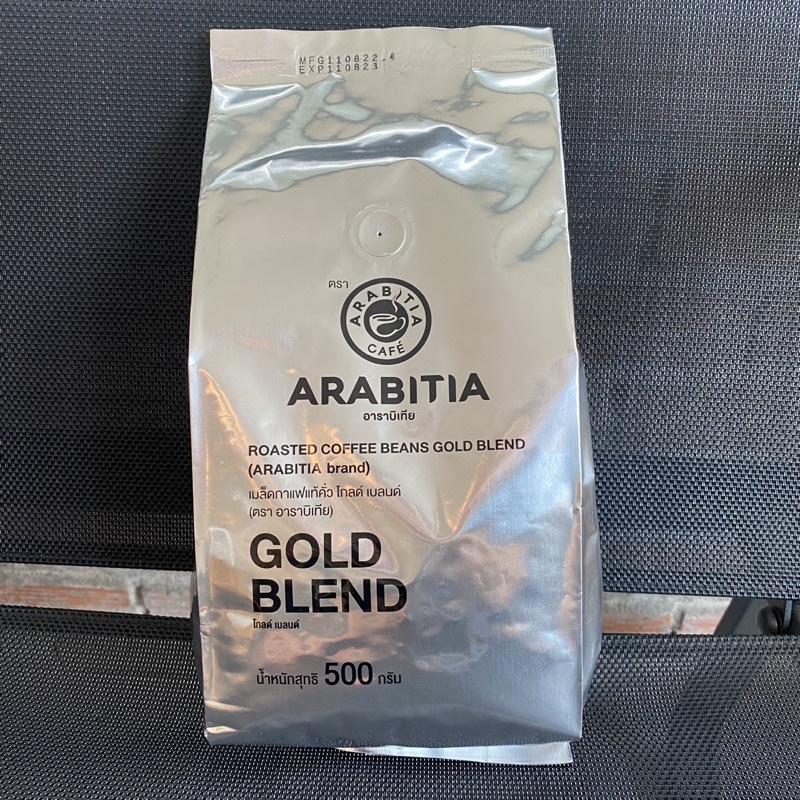 MFG110822.4
EXP110823
ตรา
ARABITIA
CAFÉ
ARABITIA
อาราบิเทีย
ROASTED COFFEE BEANS GOLD BLEND
(ARABITIA brand)
เมล็ดกาแฟแท้คั่ว โกลด์ เบลนด์
(ตรา อาราบิเทีย)
GOLD
BLEND
โกลด์ เบลนด์
น้ำหนักสุทธิ 500 กรัม